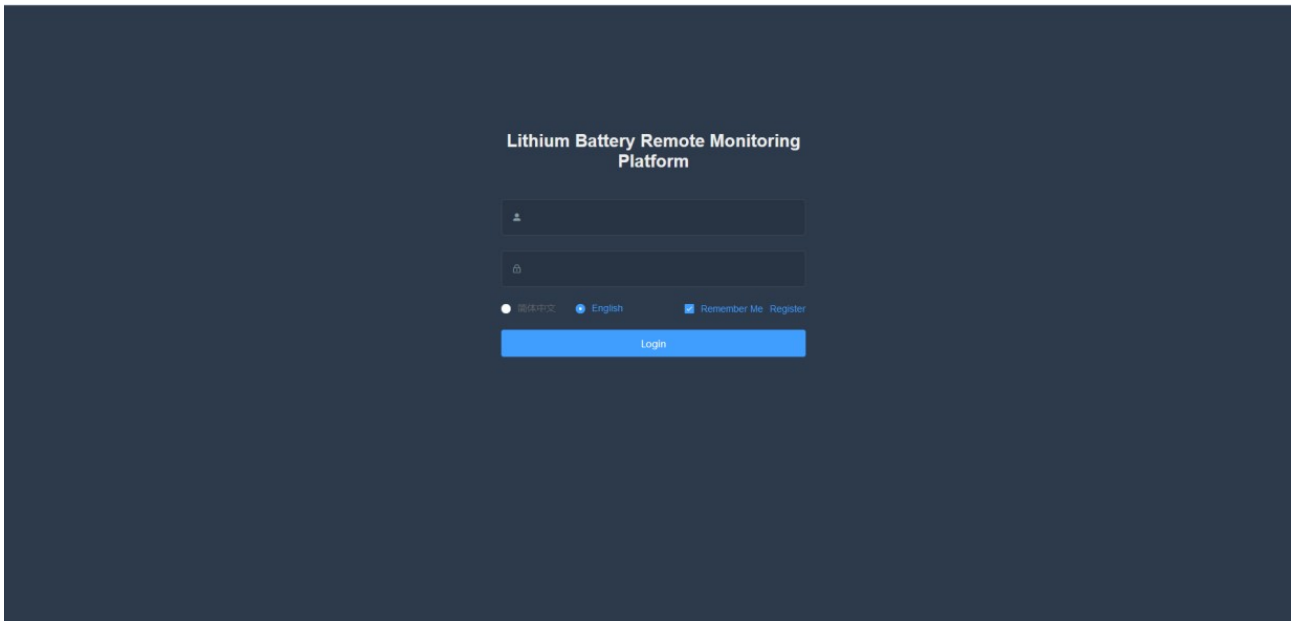 Lithium Battery Remote Monitoring
Platform
简体中文 English Remember Me Register
Login